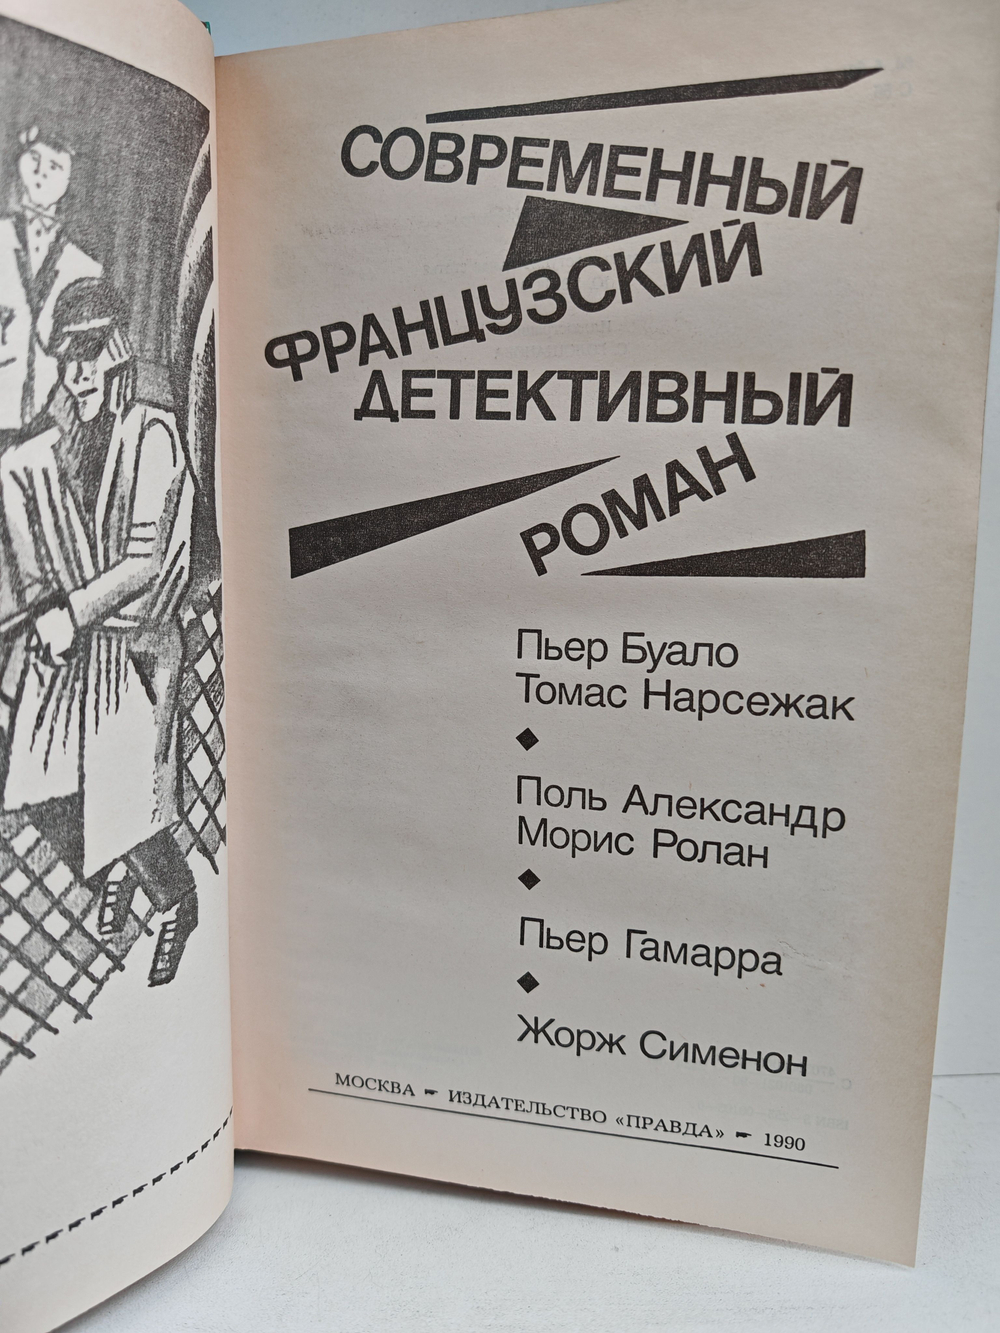 СОВРЕМЕННЫЙ
ФРАНЦУЗСКИЙ
ДЕТЕКТИВНЫЙ
РОМАН
Пьер Буало
Томас Нарсежак
Поль Александр
Морис Ролан
Пьер Гамарра
Жорж Сименон
МОСКВА ИЗДАТЕЛЬСТВО «ПРАВДА» 1990